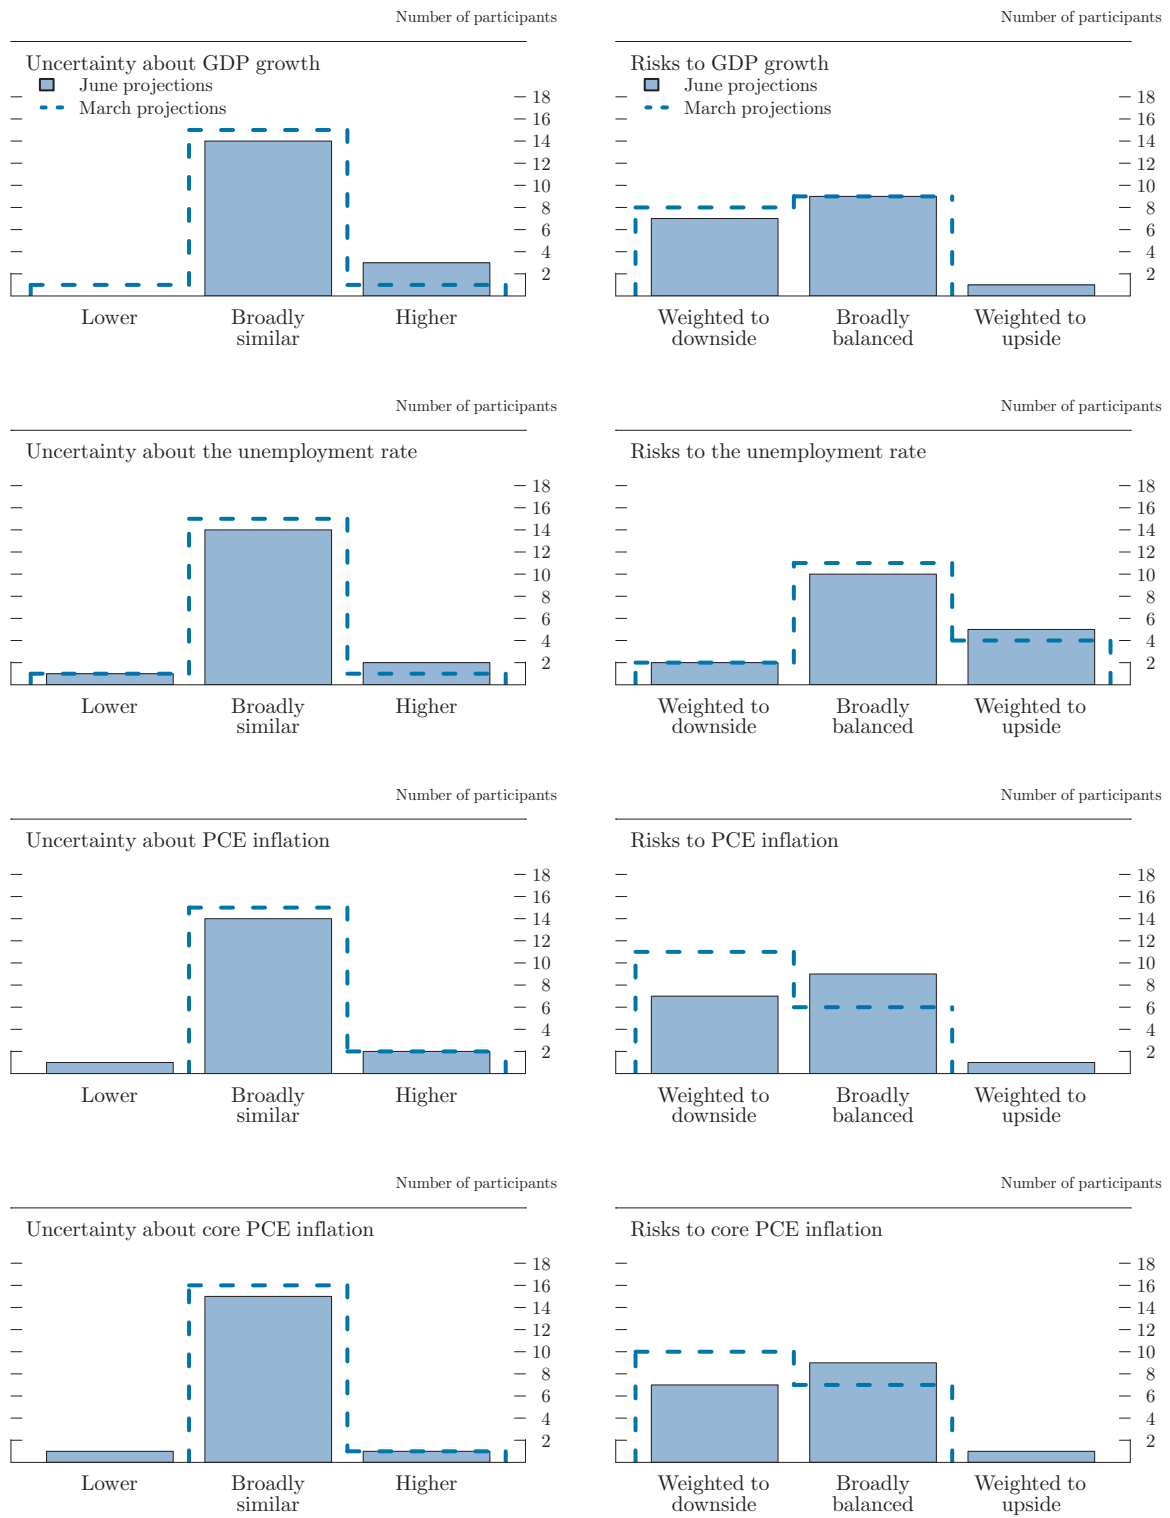 Number of participants
Uncertainty about GDP growth
June projections
March projections
18
16
14
12
10
8
6
4
2
Lower
Broadly
similar
Higher
Number of participants
Risks to GDP growth
June projections
March projections
18
16
14
12
10
8
6
4
2
Weighted to
downside
Broadly
balanced
Weighted to
upside
Number of participants
Uncertainty about the unemployment rate
18
16
14
12
10
8
6
4
2
Lower
Broadly
similar
Higher
Number of participants
Risks to the unemployment rate
18
16
14
12
10
8
6
4
2
Weighted to
downside
Broadly
balanced
Weighted to
upside
Number of participants
Uncertainty about PCE inflation
18
16
14
12
10
8
6
4
2
Lower
Broadly
similar
Higher
Number of participants
Risks to PCE inflation
18
16
14
12
10
8
6
4
2
Weighted to
downside
Broadly
balanced
Weighted to
upside
Number of participants
Uncertainty about core PCE inflation
18
16
14
12
10
8
6
4
2
Lower
Broadly
similar
Higher
Number of participants
Risks to core PCE inflation
18
16
14
12
10
8
6
4
2
Weighted to
downside
Broadly
balanced
Weighted to
upside